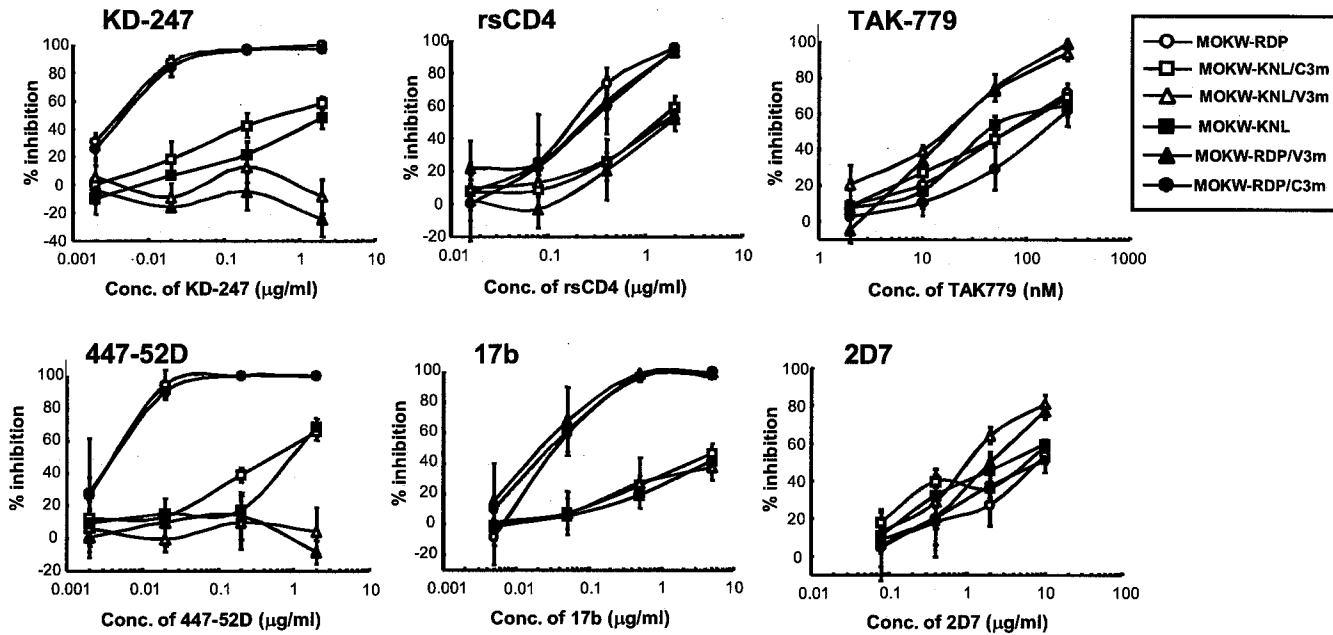 KD-247
% inhibition
100
80
60
40
20
0
-20
-40
0.001
0.01
0.1
1
10
Conc. of KD-247 (μg/ml)
rsCD4
% inhibition
100
80
60
40
20
0
-20
0.01
0.1
1
10
Conc. of rsCD4 (μg/ml)
TAK-779
% inhibition
100
80
60
40
20
0
1
10
100
1000
Conc. of TAK779 (nM)
MOKW-RDP
MOKW-KNL/C3m
MOKW-KNL/V3m
MOKW-KNL
MOKW-RDP/V3m
MOKW-RDP/C3m
447-52D
% inhibition
100
80
60
40
20
0
-20
0.001
0.01
0.1
1
10
Conc. of 447-52D (μg/ml)
17b
% inhibition
100
80
60
40
20
0
-20
0.001
0.01
0.1
1
10
Conc. of 17b (μg/ml)
2D7
% inhibition
100
80
60
40
20
0
0.01
0.1
1
10
100
Conc. of 2D7 (μg/ml)